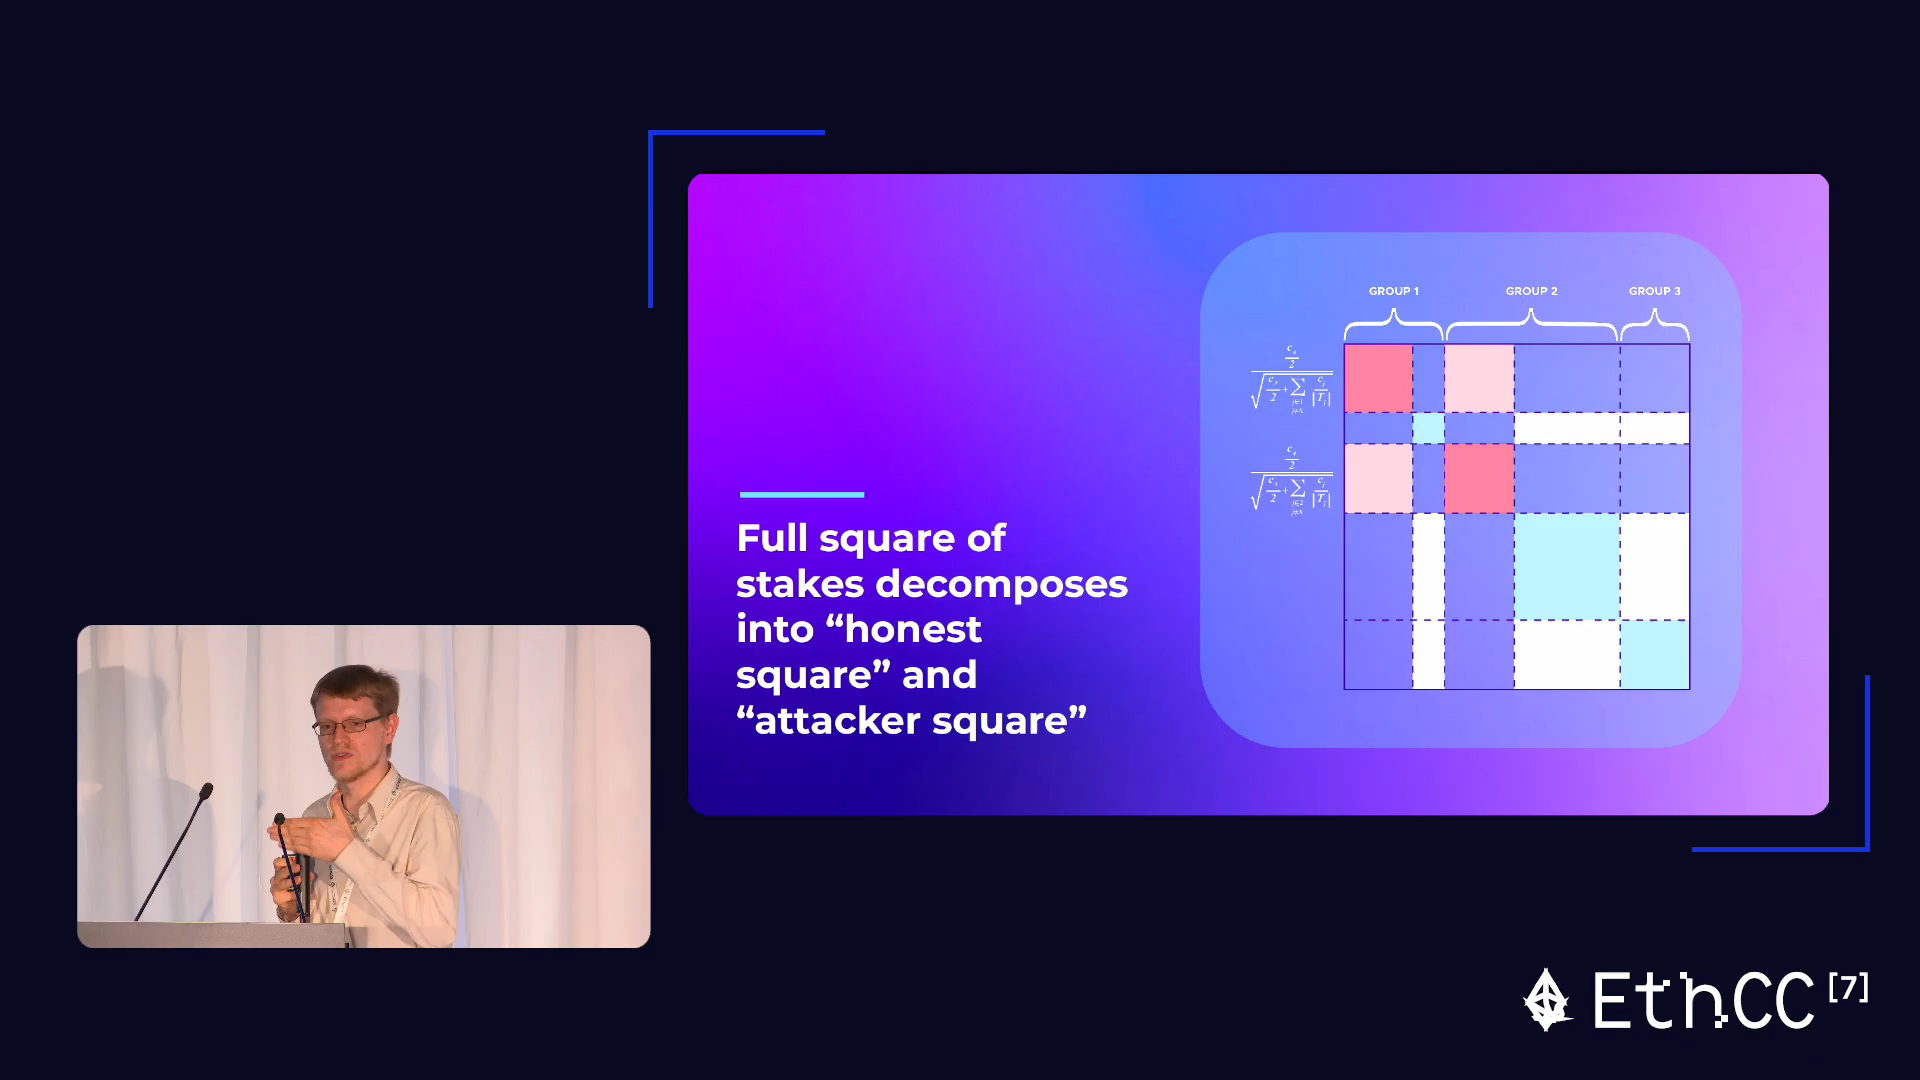 GROUP 1 GROUP 2 GROUP 3
Full square of
stakes decomposes
into “honest
square” and
“attacker square”
EthCC [7]